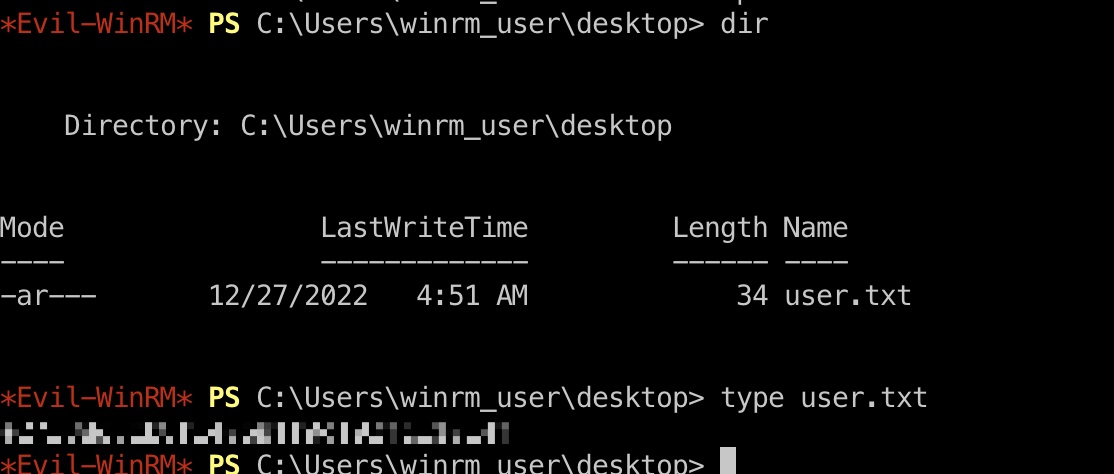 *Evil-WinRM* PS C:\Users\winrm_user\desktop> dir
Directory: C:\Users\winrm_user\desktop
Mode LastWriteTime Length Name
---- ------------- ------ ----
-ar--- 12/27/2022 4:51 AM 34 user.txt
*Evil-WinRM* PS C:\Users\winrm_user\desktop> type user.txt
*Evil-WinRM* PS C:\Users\winrm_user\desktop>